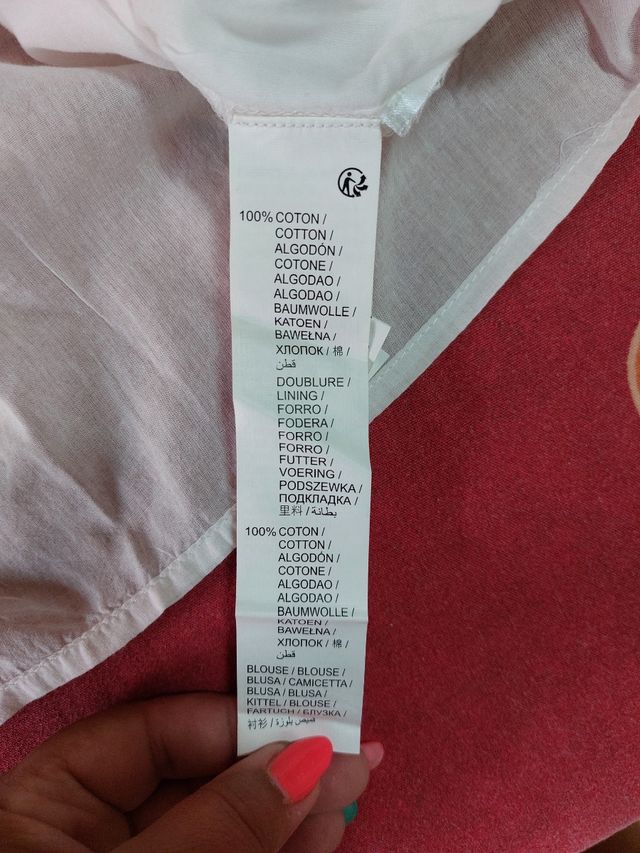 100% COTON /
COTTON /
ALGODÓN /
COTONE /
ALGODAO /
ALGODAO /
BAUMWOLLE /
KATOEN /
BAWEŁNA /
ХЛОПОК / 棉 /
قطن
DOUBLURE /
LINING /
FORRO /
FODERA /
FORRO /
FORRO /
FUTTER /
VOERING /
PODSZEWKA /
ПОДКЛАДКА /
里料 / بطانة /
100% COTON /
COTTON /
ALGODÓN /
COTONE /
ALGODAO /
ALGODAO /
BAUMWOLLE /
KATOEN /
BAWEŁNA /
ХЛОПОК / 棉 /
قطن
BLOUSE / BLOUSE /
BLUSA / CAMICETTA /
BLUSA / BLUSA /
KITTEL / BLOUSE /
FARTUCH / БЛУЗКА /
衬衫 / قميص بلوزة /